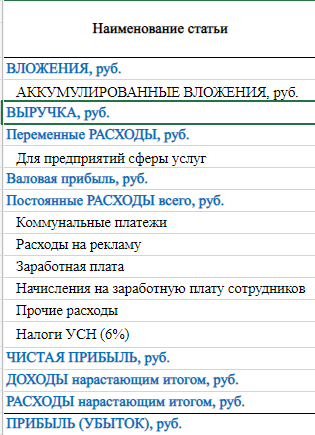 Наименование статьи
ВЛОЖЕНИЯ, руб.
АККУМУЛИРОВАННЫЕ ВЛОЖЕНИЯ, руб.
ВЫРУЧКА, руб.
Переменные РАСХОДЫ, руб.
Для предприятий сферы услуг
Валовая прибыль, руб.
Постоянные РАСХОДЫ всего, руб.
Коммунальные платежи
Расходы на рекламу
Заработная плата
Начисления на заработную плату сотрудников
Прочие расходы
Налоги УСН (6%)
ЧИСТАЯ ПРИБЫЛЬ, руб.
ДОХОДЫ нарастающим итогом, руб.
РАСХОДЫ нарастающим итогом, руб.
ПРИБЫЛЬ (УБЫТОК), руб.